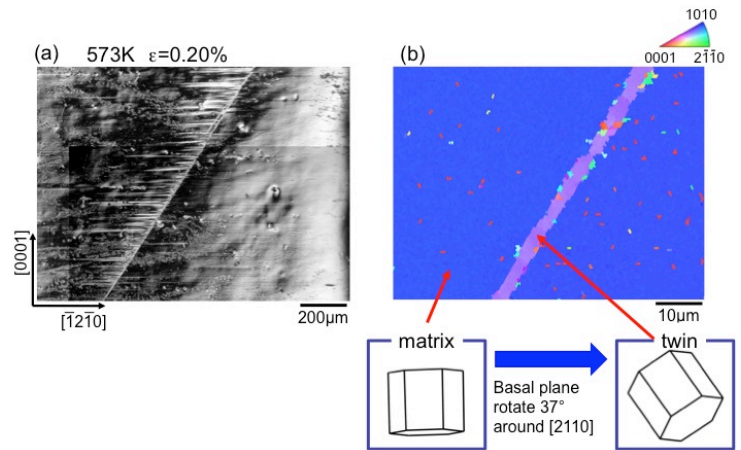 (a) 573K ε=0.20%
[0001]
[1̄21̄0]
200μm
(b)
1010
0001 21̄1̄0
10μm
matrix
Basal plane
rotate 37°
around [2110]
twin